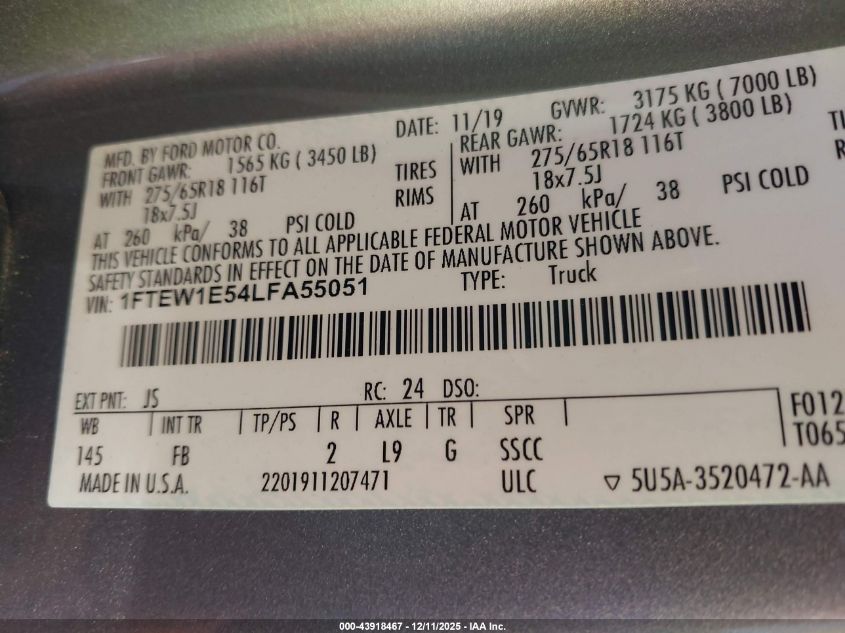 MFD. BY FORD MOTOR CO. DATE: 11/19 GVWR: 3175 KG ( 7000 LB)
FRONT GAWR: 1565 KG ( 3450 LB) REAR GAWR: 1724 KG ( 3800 LB)
WITH 275/65R18 116T TIRES WITH 275/65R18 116T
18x7.5J RIMS 18x7.5J
AT 260 kPa/ 38 PSI COLD AT 260 kPa/ 38 PSI COLD
THIS VEHICLE CONFORMS TO ALL APPLICABLE FEDERAL MOTOR VEHICLE
SAFETY STANDARDS IN EFFECT ON THE DATE OF MANUFACTURE SHOWN ABOVE.
VIN: 1FTEW1E54LFA55051 TYPE: Truck
EXT PNT: JS RC: 24 DSO:
WB | INT TR | TP/PS | R | AXLE | TR | SPR |
145 FB 2 L9 G SSCC
F012
T065
MADE IN U.S.A. 2201911207471 ULC ▽ 5U5A-3520472-AA
000-43918467 - 12/11/2025 - IAA Inc.